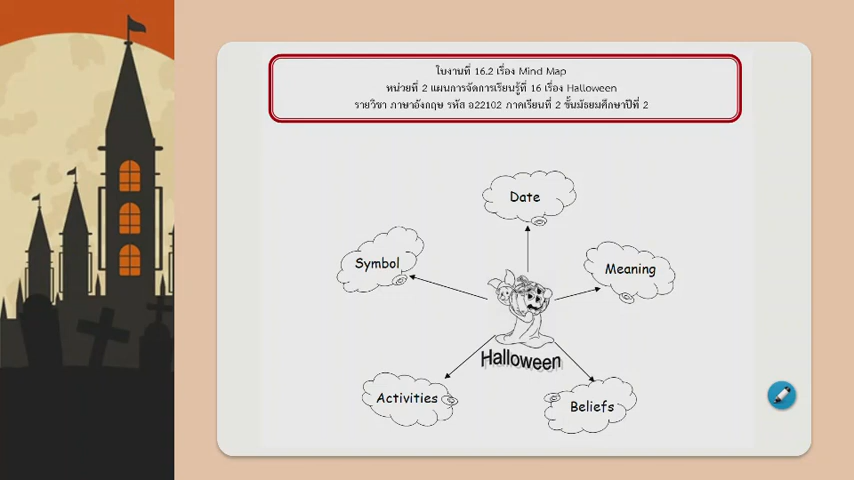 ใบงานที่ 16.2 เรื่อง Mind Map
หน่วยที่ 2 แผนการจัดการเรียนรู้ที่ 16 เรื่อง Halloween
รายวิชา ภาษาอังกฤษ รหัส อ22102 ภาคเรียนที่ 2 ชั้นมัธยมศึกษาปีที่ 2
Date
Symbol
Meaning
Halloween
Activities
Beliefs